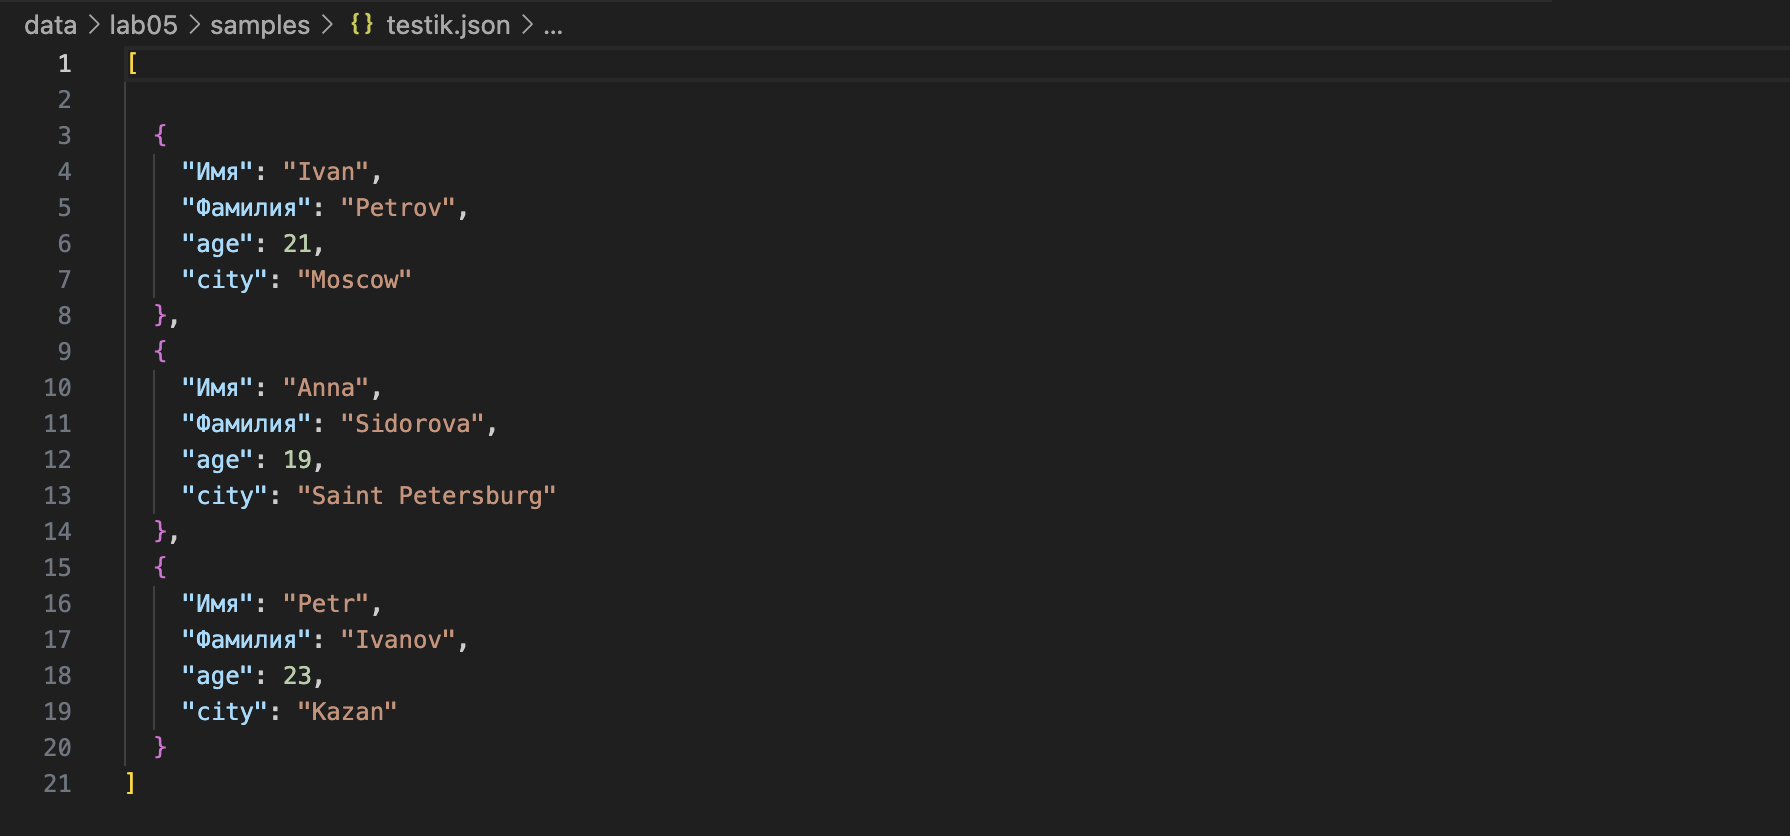 data > lab05 > samples > {} testik.json > ...
1 [
2
3 {
4 "Имя": "Ivan",
5 "Фамилия": "Petrov",
6 "age": 21,
7 "city": "Moscow"
8 },
9 {
10 "Имя": "Anna",
11 "Фамилия": "Sidorova",
12 "age": 19,
13 "city": "Saint Petersburg"
14 },
15 {
16 "Имя": "Petr",
17 "Фамилия": "Ivanov",
18 "age": 23,
19 "city": "Kazan"
20 }
21 ]